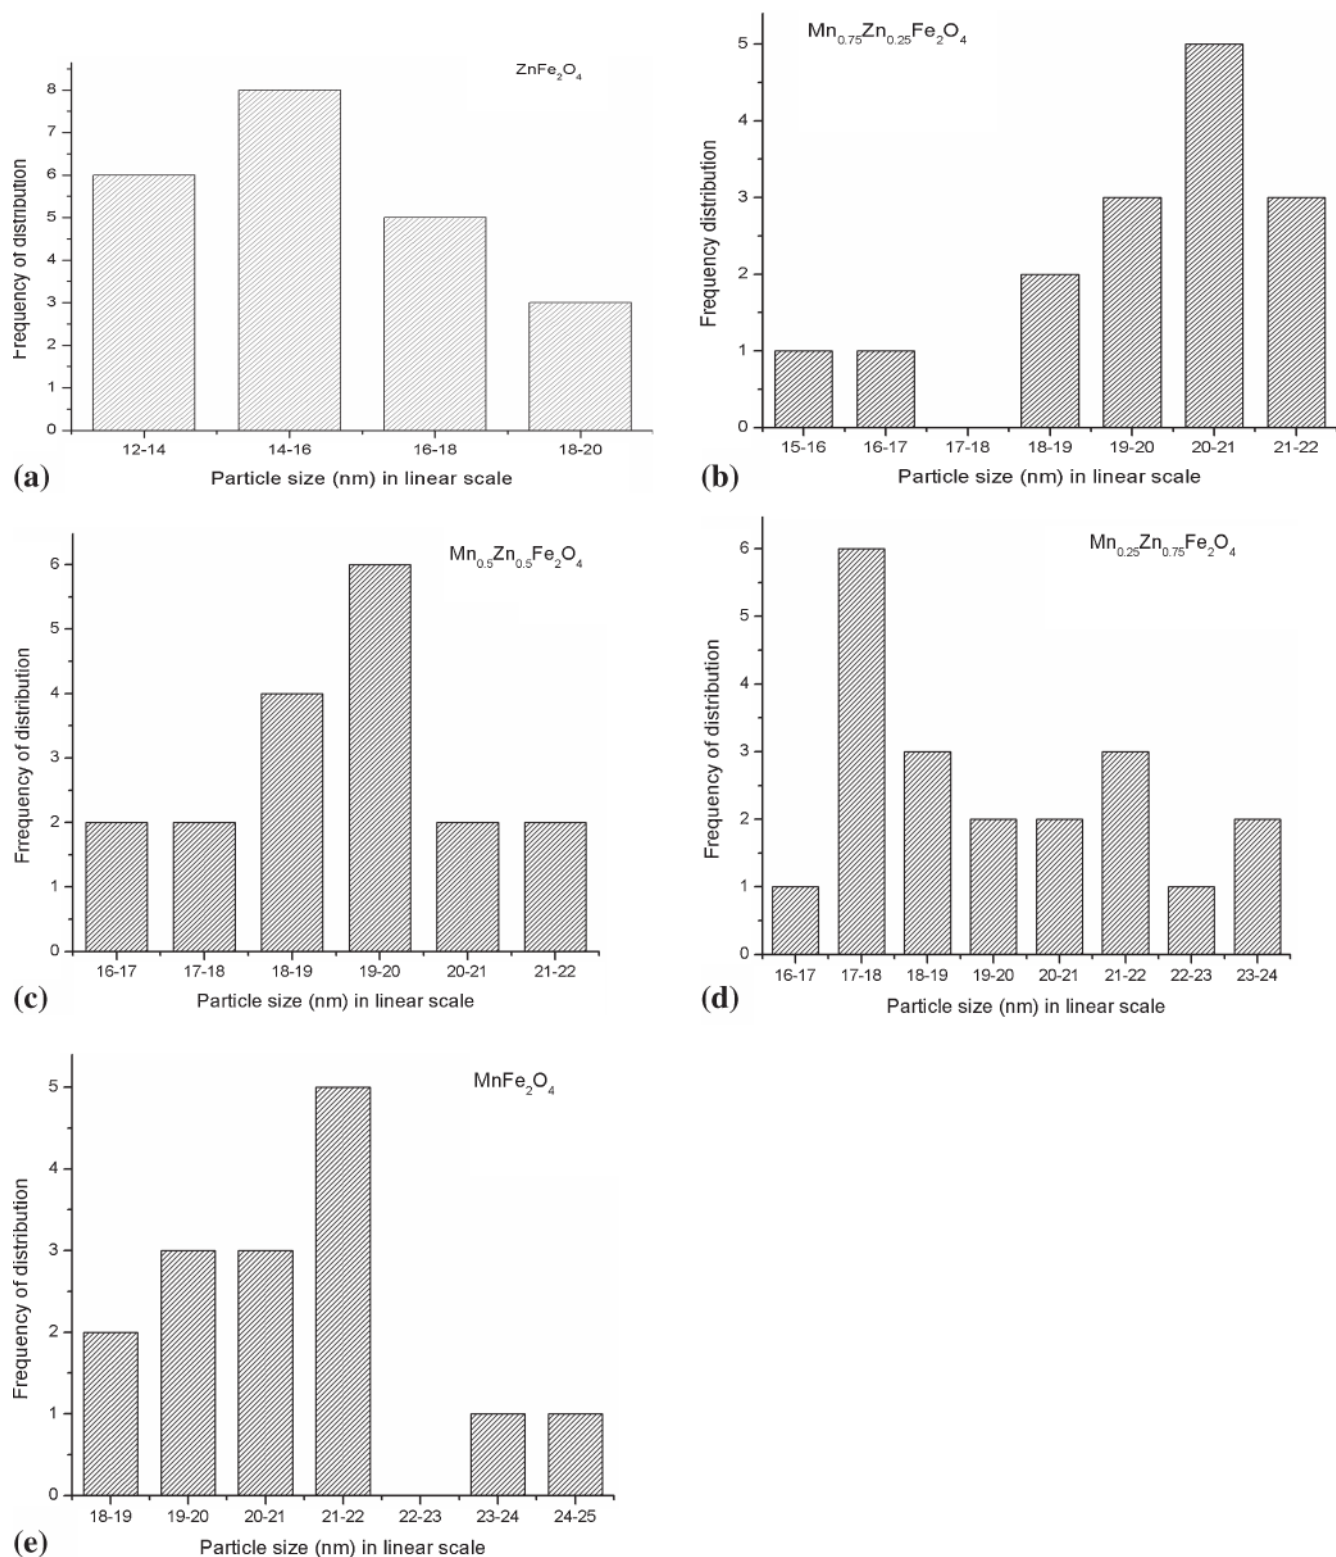 ZnFe2O4
Frequency of distribution
8
7
6
5
4
3
2
1
0
12-14 14-16 16-18 18-20
Particle size (nm) in linear scale
(a)
Mn0.75Zn0.25Fe2O4
Frequency distribution
5
4
3
2
1
0
15-16 16-17 17-18 18-19 19-20 20-21 21-22
Particle size (nm) in linear scale
(b)
Mn0.5Zn0.5Fe2O4
Frrequency of distribution
6
5
4
3
2
1
0
16-17 17-18 18-19 19-20 20-21 21-22
Particle size (nm) in linear scale
(c)
Mn0.25Zn0.75Fe2O4
Frrequency of distribution
6
5
4
3
2
1
0
16-17 17-18 18-19 19-20 20-21 21-22 22-23 23-24
Particle size (nm) in linear scale
(d)
MnFe2O4
Frequency of distribution
5
4
3
2
1
0
18-19 19-20 20-21 21-22 22-23 23-24 24-25
Particle size (nm) in linear scale
(e)